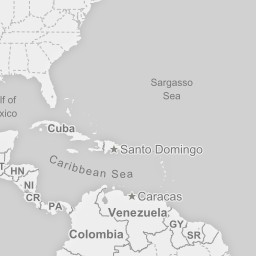 Sargasso
Sea
lf of
xico
Cuba
★ Santo Domingo
Caribbean Sea
T
HN
NI
CR
PA
★ Caracas
Venezuela
GY
SR
Colombia